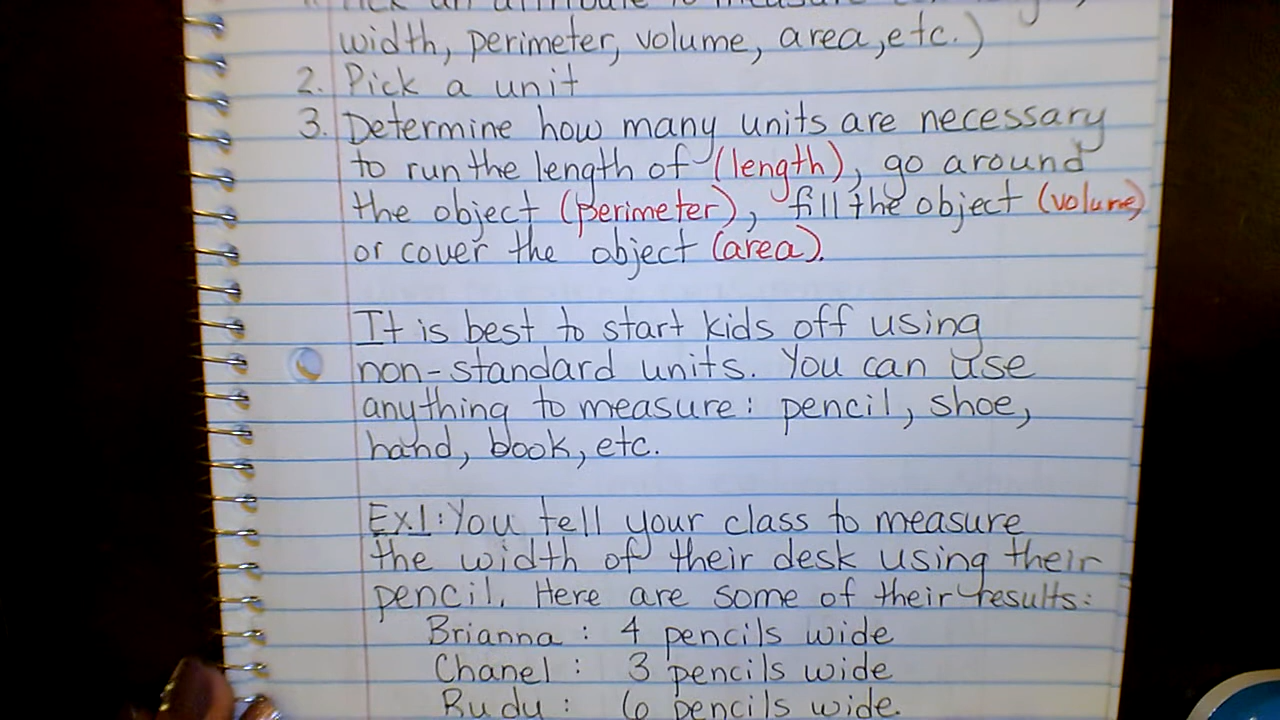 an attribute to measure
width, perimeter, volume, area, etc.)
2. Pick a unit
3. Determine how many units are necessary
to run the length of (length), go around
the object (perimeter), fill the object (volume)
or cover the object (area).
It is best to start kids off using
non-standard units. You can use
anything to measure: pencil, shoe,
hand, book, etc.
Ex1: You tell your class to measure
the width of their desk using their
pencil. Here are some of their results:
Brianna: 4 pencils wide
Chanel: 3 pencils wide
Rudy: 6 pencils wide.